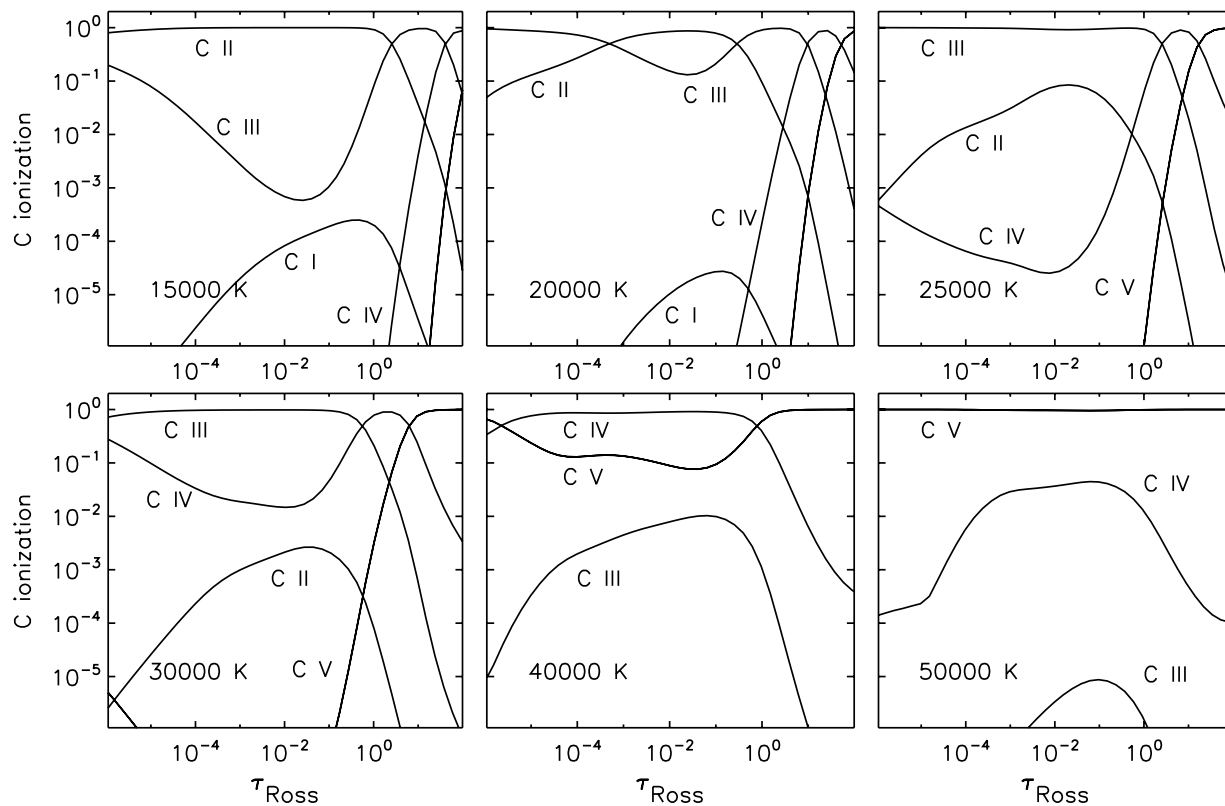 C ionization
10^0
10^-1
10^-2
10^-3
10^-4
10^-5
C II
C III
C I
15000 K
C IV
10^-4 10^-2 10^0
C II
C III
C IV
20000 K
C I
10^-4 10^-2 10^0
C III
C II
C IV
25000 K
C V
10^-4 10^-2 10^0
C ionization
10^0
10^-1
10^-2
10^-3
10^-4
10^-5
C III
C IV
C II
30000 K
C V
10^-4 10^-2 10^0
τRoss
C IV
C V
C III
40000 K
10^-4 10^-2 10^0
τRoss
C V
C IV
50000 K
C III
10^-4 10^-2 10^0
τRoss